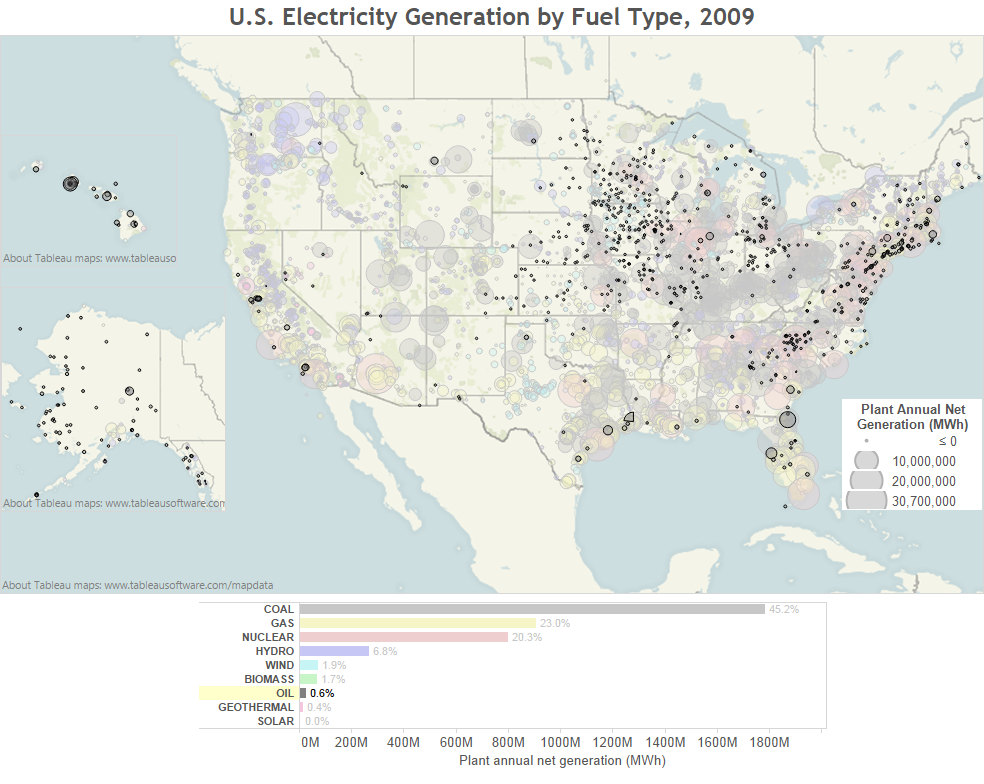 U.S. Electricity Generation by Fuel Type, 2009
About Tableau maps: www.tableauso
Plant Annual Net
Generation (MWh)
≤ 0
10,000,000
20,000,000
30,700,000
About Tableau maps: www.tableausoftware.com
About Tableau maps: www.tableausoftware.com/mapdata
COAL 45.2%
GAS 23.0%
NUCLEAR 20.3%
HYDRO 6.8%
WIND 1.9%
BIOMASS 1.7%
OIL 0.6%
GEOTHERMAL 0.4%
SOLAR 0.0%
0M 200M 400M 600M 800M 1000M 1200M 1400M 1600M 1800M
Plant annual net generation (MWh)